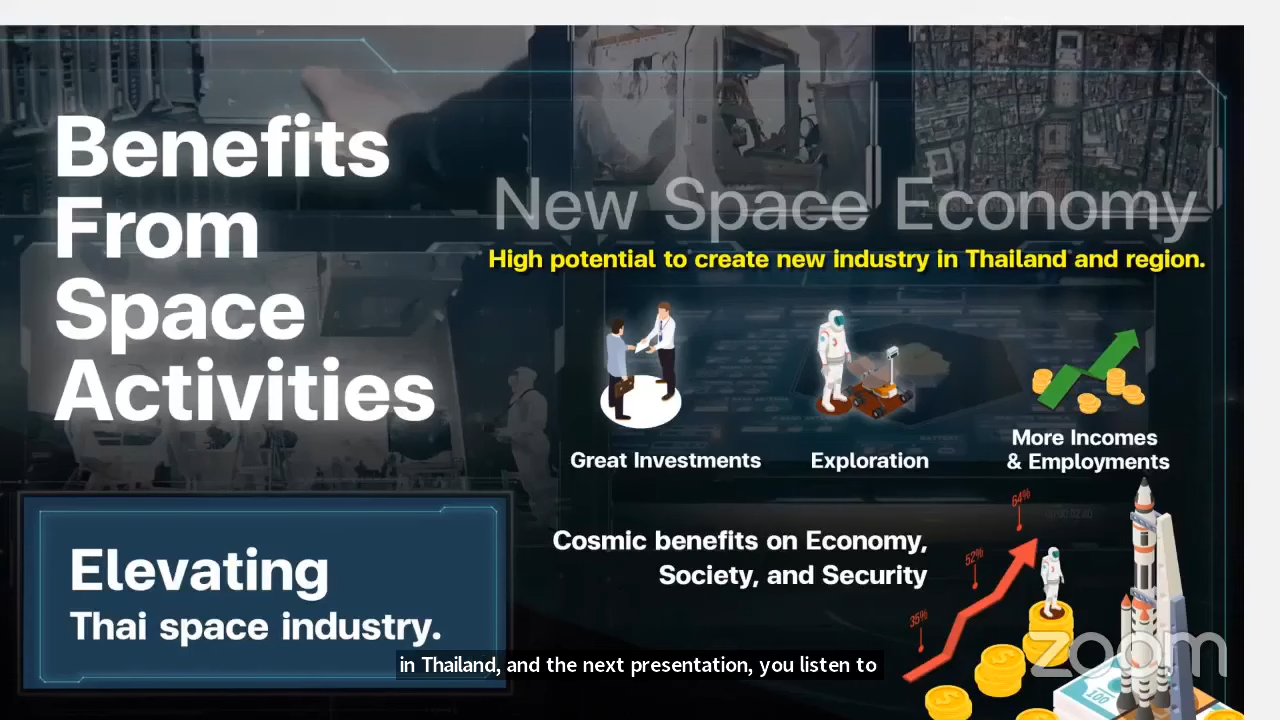 Benefits
From
Space
Activities
New Space Economy
High potential to create new industry in Thailand and region.
Great Investments
Exploration
More Incomes
& Employments
Elevating
Thai space industry.
Cosmic benefits on Economy,
Society, and Security
35%
52%
64%
100
in Thailand, and the next presentation, you listen to
zoom